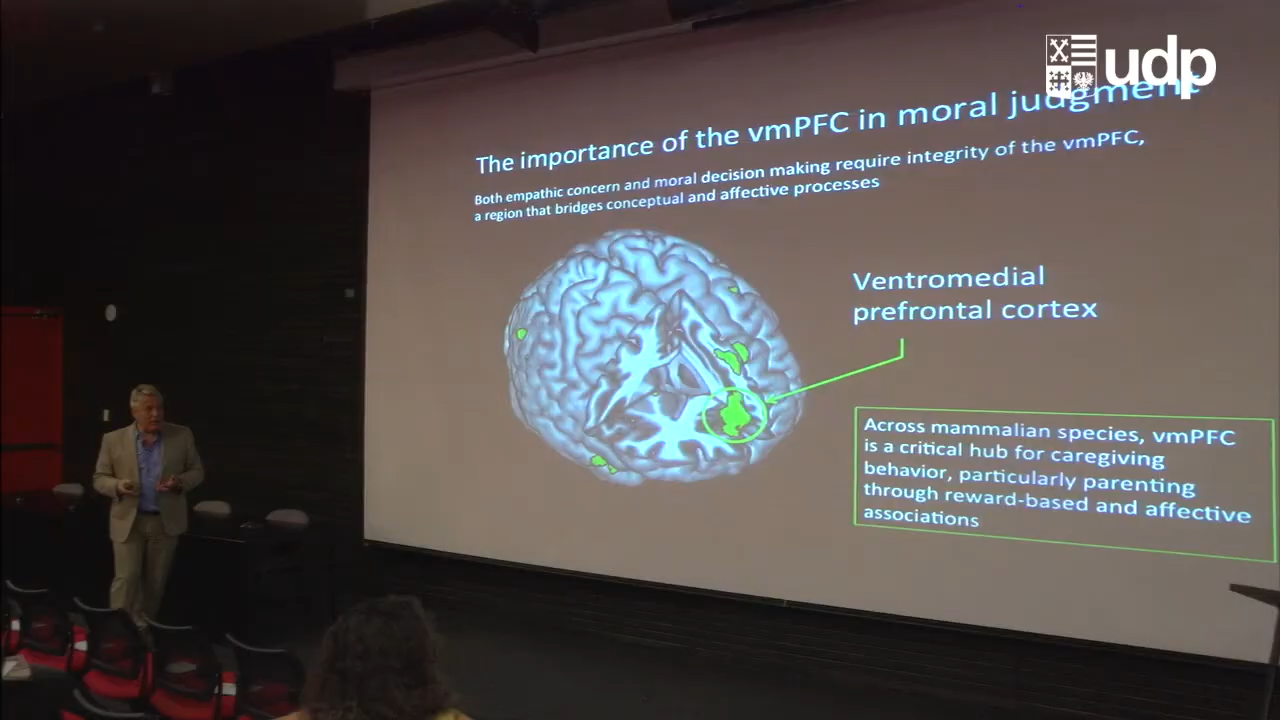 udp
The importance of the vmPFC in moral judgment
Both empathic concern and moral decision making require integrity of the vmPFC,
a region that bridges conceptual and affective processes
Ventromedial
prefrontal cortex
Across mammalian species, vmPFC
is a critical hub for caregiving
behavior, particularly parenting
through reward-based and affective
associations